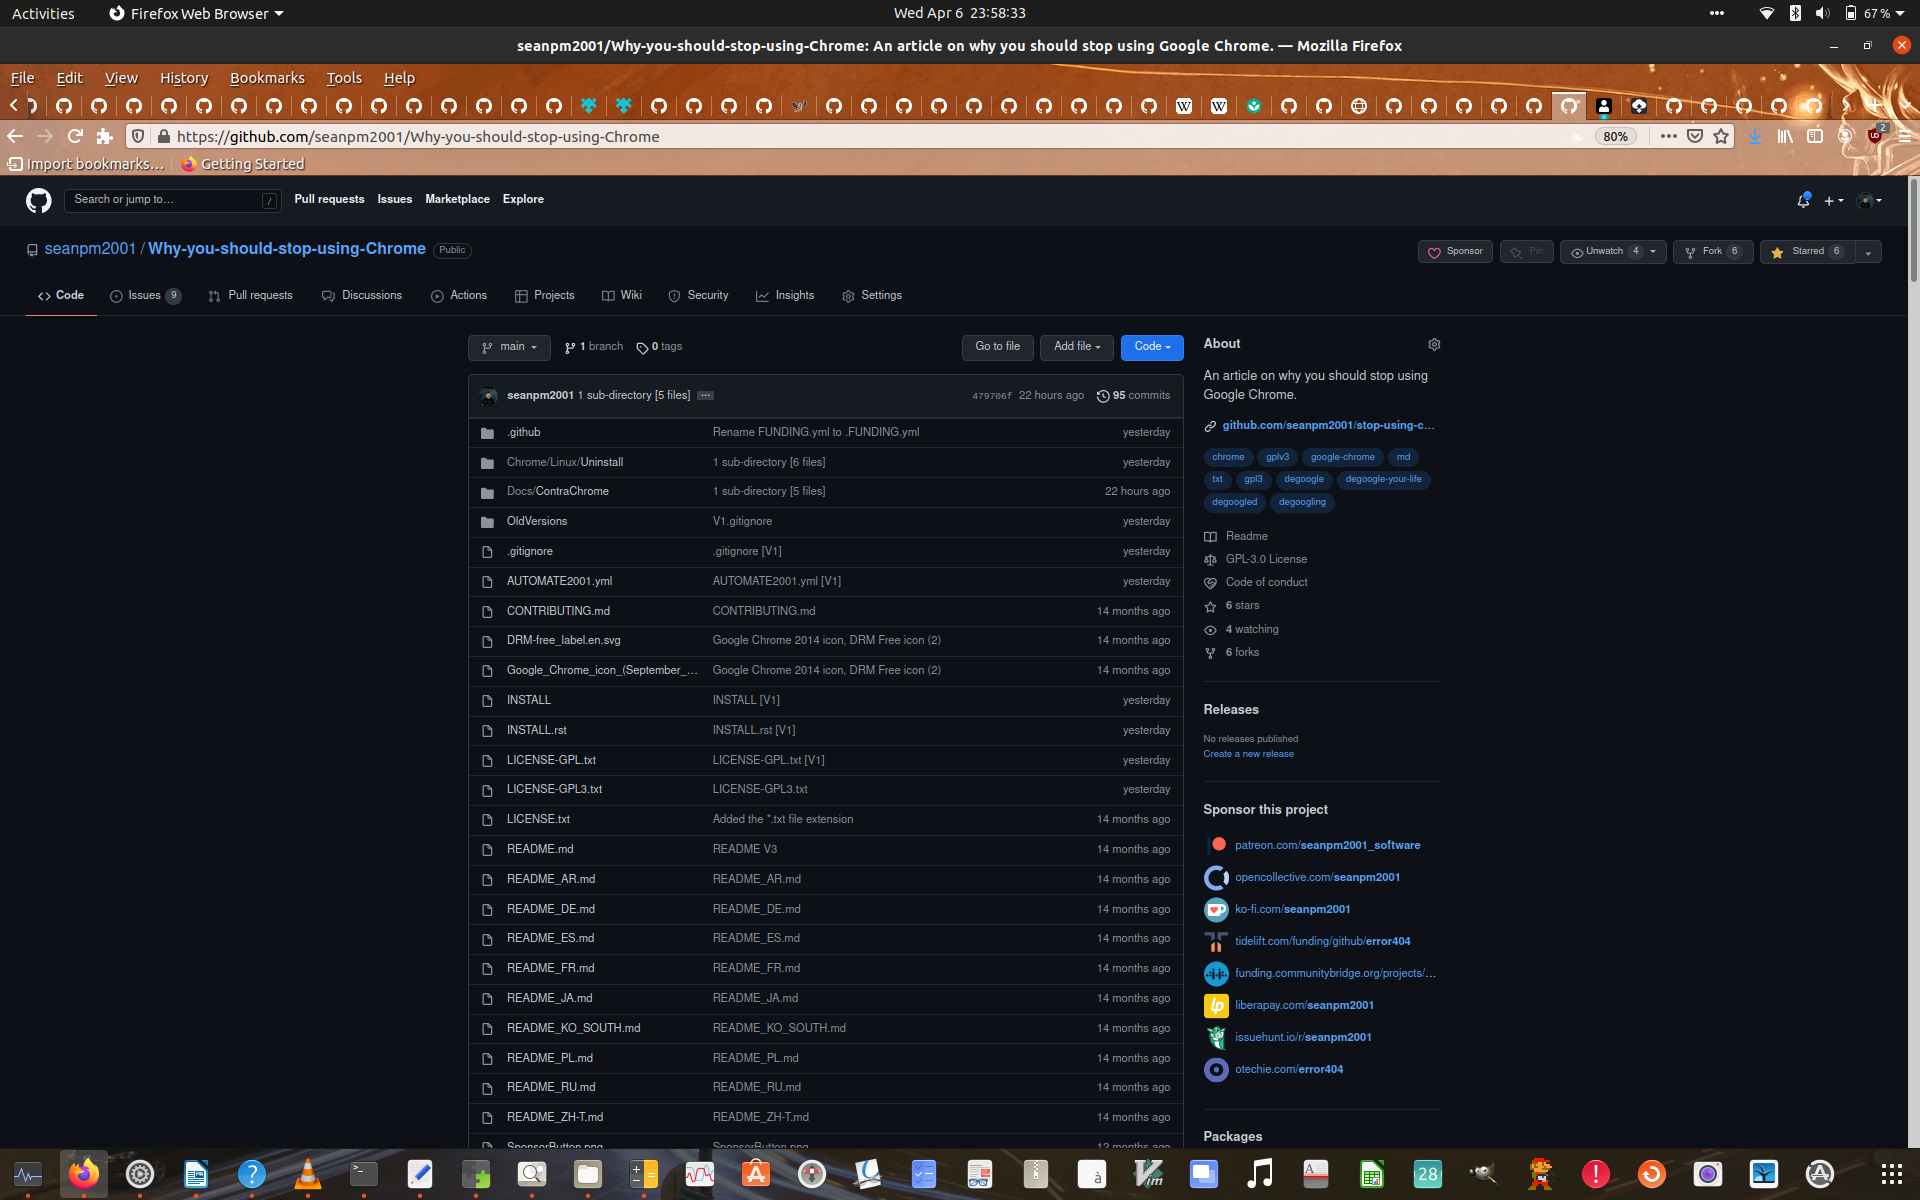 Activities
Firefox Web Browser
Wed Apr 6 23:58:33
67 %
seanpm2001/Why-you-should-stop-using-Chrome: An article on why you should stop using Google Chrome. — Mozilla Firefox
File Edit View History Bookmarks Tools Help
https://github.com/seanpm2001/Why-you-should-stop-using-Chrome
80%
2
Import bookmarks...
Getting Started
Search or jump to... /
Pull requests Issues Marketplace Explore
seanpm2001 / Why-you-should-stop-using-Chrome Public
Sponsor
Pin
Unwatch 4
Fork 6
Starred 6
Code
Issues 9
Pull requests
Discussions
Actions
Projects
Wiki
Security
Insights
Settings
main
1 branch
0 tags
Go to file
Add file
Code
seanpm2001 1 sub-directory [5 files] ...
479706f 22 hours ago 95 commits
.github Rename FUNDING.yml to .FUNDING.yml yesterday
Chrome/Linux/Uninstall 1 sub-directory [6 files] yesterday
Docs/ContraChrome 1 sub-directory [5 files] 22 hours ago
OldVersions V1.gitignore yesterday
.gitignore .gitignore [V1] yesterday
AUTOMATE2001.yml AUTOMATE2001.yml [V1] yesterday
CONTRIBUTING.md CONTRIBUTING.md 14 months ago
DRM-free_label.en.svg Google Chrome 2014 icon, DRM Free icon (2) 14 months ago
Google_Chrome_icon_(September_... Google Chrome 2014 icon, DRM Free icon (2) 14 months ago
INSTALL INSTALL [V1] yesterday
INSTALL.rst INSTALL.rst [V1] yesterday
LICENSE-GPL.txt LICENSE-GPL.txt [V1] yesterday
LICENSE-GPL3.txt LICENSE-GPL3.txt yesterday
LICENSE.txt Added the *.txt file extension 14 months ago
README.md README V3 14 months ago
README_AR.md README_AR.md 14 months ago
README_DE.md README_DE.md 14 months ago
README_ES.md README_ES.md 14 months ago
README_FR.md README_FR.md 14 months ago
README_JA.md README_JA.md 14 months ago
README_KO_SOUTH.md README_KO_SOUTH.md 14 months ago
README_PL.md README_PL.md 14 months ago
README_RU.md README_RU.md 14 months ago
README_ZH-T.md README_ZH-T.md 14 months ago
SponsorButton.png SponsorButton.png 12 months ago
About
An article on why you should stop using
Google Chrome.
github.com/seanpm2001/stop-using-c...
chrome gplv3 google-chrome md
txt gpl3 degoogle degoogle-your-life
degoogled degoogling
Readme
GPL-3.0 License
Code of conduct
6 stars
4 watching
6 forks
Releases
No releases published
Create a new release
Sponsor this project
patreon.com/seanpm2001_software
opencollective.com/seanpm2001
ko-fi.com/seanpm2001
tidelift.com/funding/github/error404
funding.communitybridge.org/projects/...
liberapay.com/seanpm2001
issuehunt.io/r/seanpm2001
otechie.com/error404
Packages
28